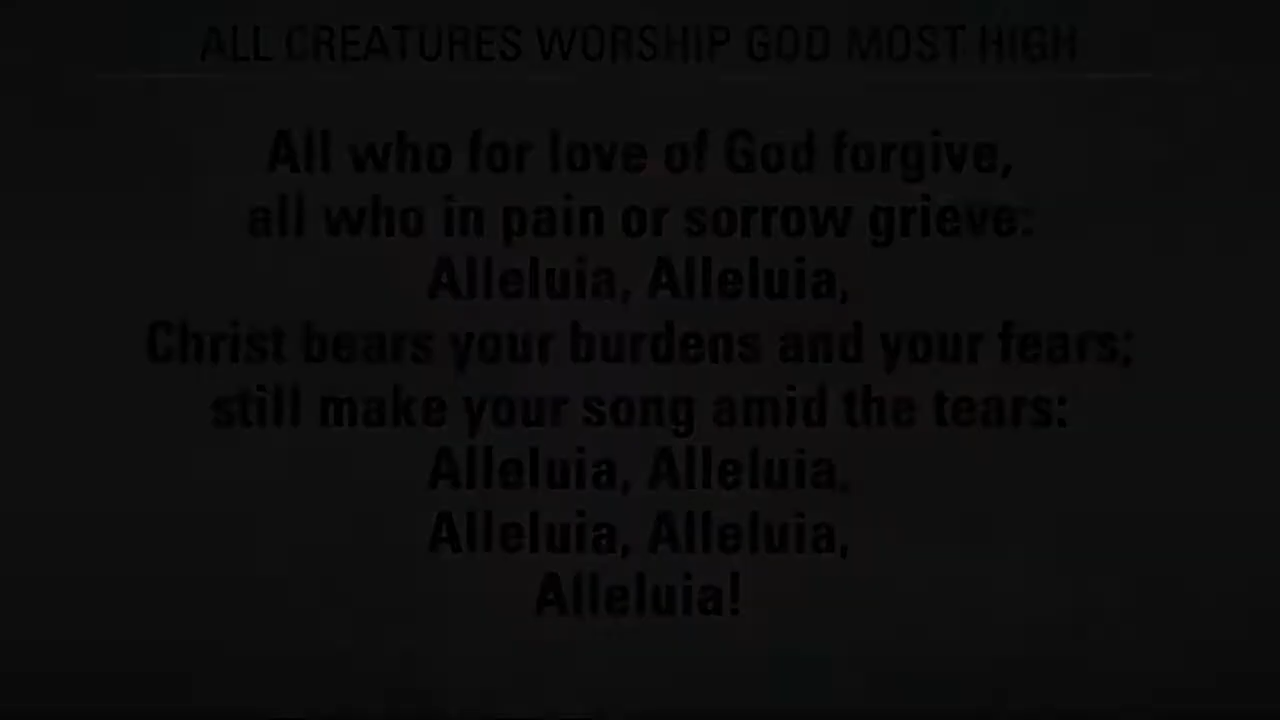 ALL CREATURES WORSHIP GOD MOST HIGH
All who for love of God forgive,
all who in pain or sorrow grieve:
Alleluia, Alleluia,
Christ bears your burdens and your fears;
still make your song amid the tears:
Alleluia, Alleluia,
Alleluia, Alleluia,
Alleluia!